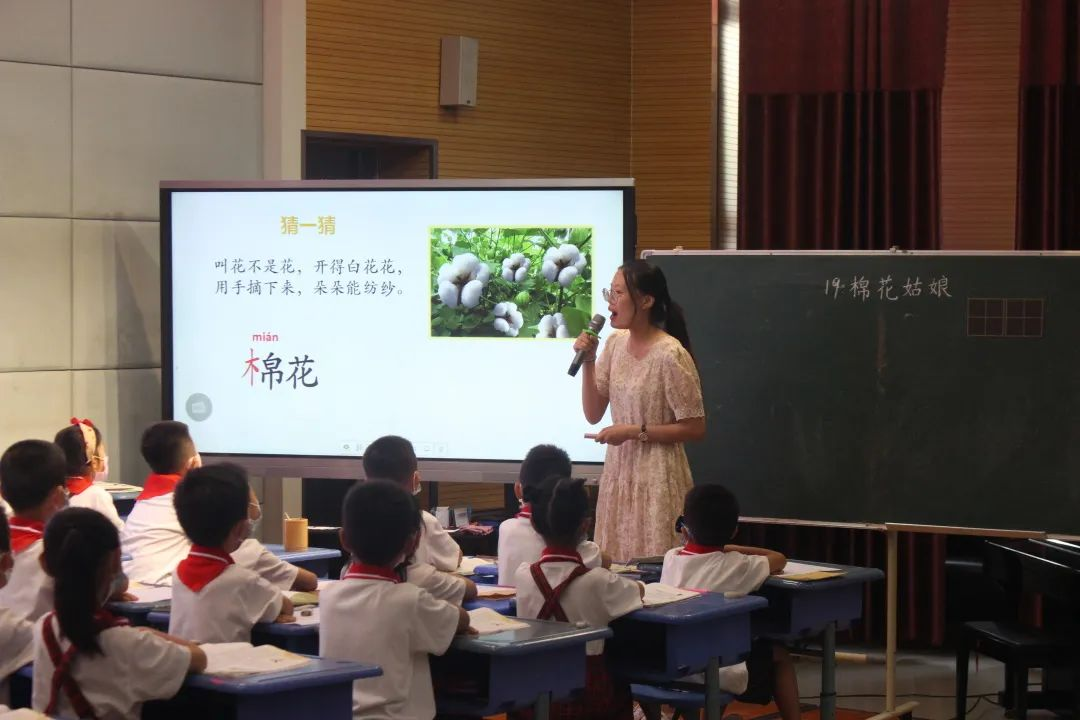 猜一猜
叫花不是花，开得白花花，
用手摘下来，朵朵能纺纱。
mián
棉花
19.棉花姑娘